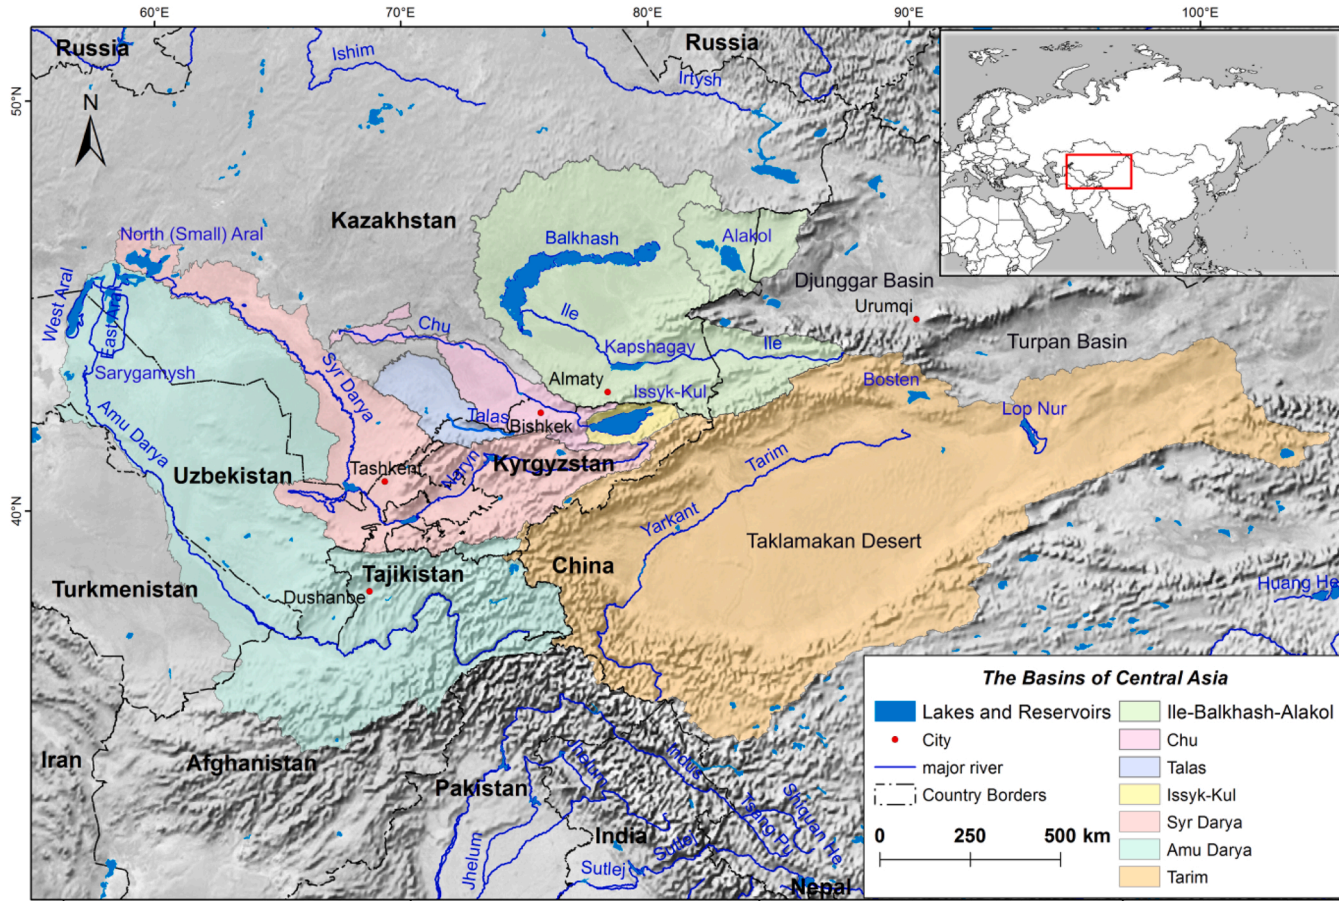 60°E
70°E
80°E
90°E
100°E
Russia
Ishim
Russia
Irtysh
50°N
N
Kazakhstan
North (Small) Aral
Balkhash
Alakol
Djunggar Basin
Urumqi
West Aral
East Aral
Ile
Chu
Kapshagay
Ile
Turpan Basin
Sarygamysh
Syr Darya
Almaty
Issyk-Kul
Bosten
Lop Nur
Talas
Bishkek
Amu Darya
Uzbekistan
Tashkent
Naryn
Kyrgyzstan
Tarim
40°N
Yarkant
Taklamakan Desert
China
Tajikistan
Turkmenistan
Dushanbe
Huang He
Iran
Afghanistan
Pakistan
Jhelum
Indus
Tsang Pu
Shiquan He
India
Jhelum
Sutlej
Sutlej
Nepal
The Basins of Central Asia
Lakes and Reservoirs
City
major river
Country Borders
0 250 500 km
Ile-Balkhash-Alakol
Chu
Talas
Issyk-Kul
Syr Darya
Amu Darya
Tarim